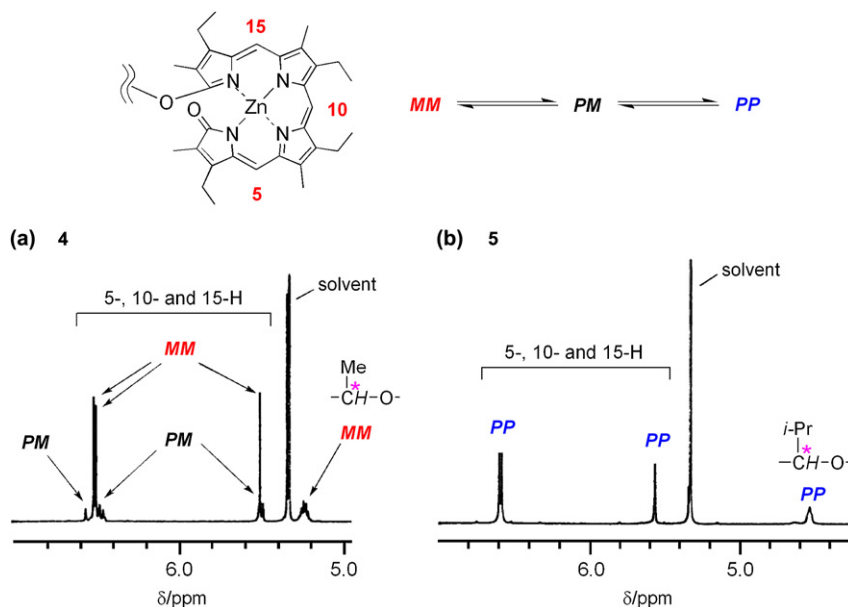 15
N N
O Zn
O 10
N N
5
MM PM PP
(a) 4
5-, 10- and 15-H
solvent
MM
Me
*
-CH-O-
PM PM MM
6.0 5.0
δ/ppm
(b) 5
solvent
5-, 10- and 15-H
PP PP
i-Pr
*
-CH-O-
PP
6.0 5.0
δ/ppm